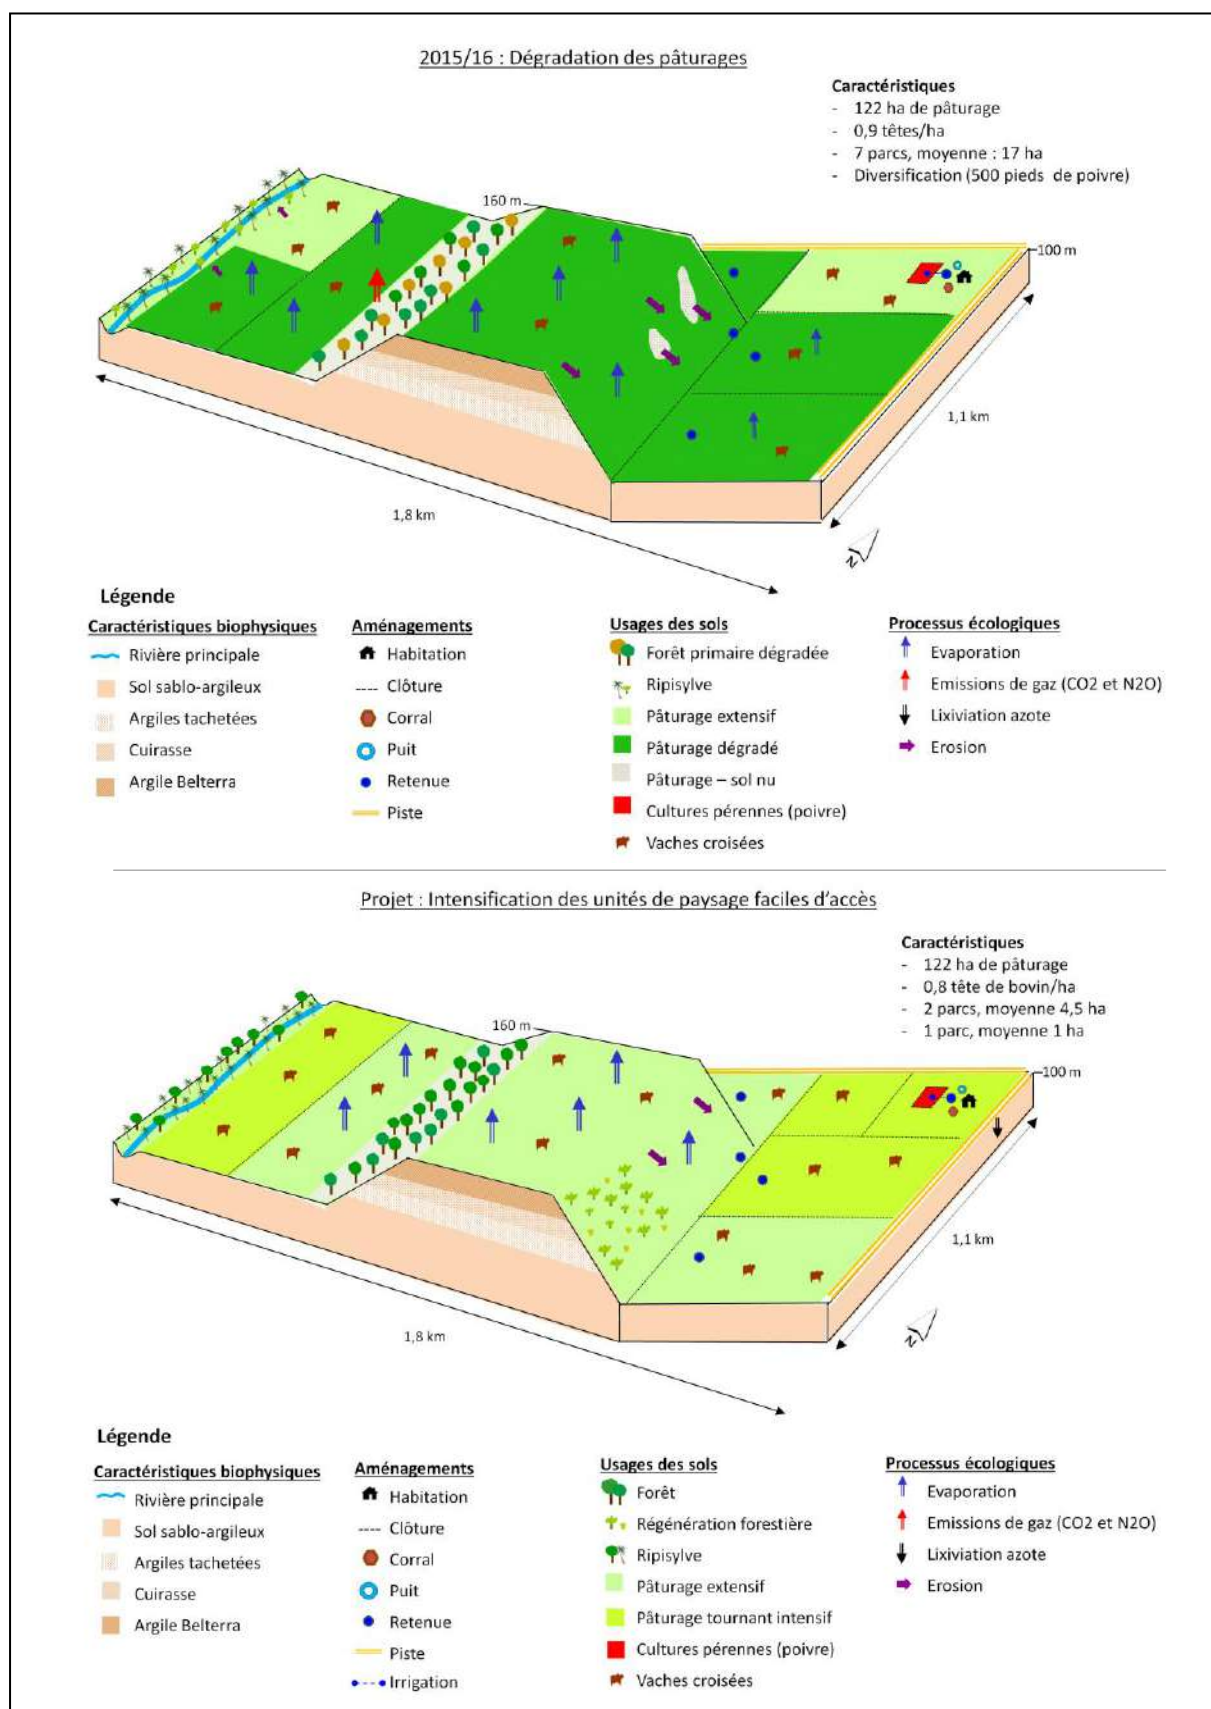 2015/16 : Dégradation des pâturages
Caractéristiques
- 122 ha de pâturage
- 0,9 têtes/ha
- 7 parcs, moyenne : 17 ha
- Diversification (500 pieds de poivre)
160 m
100 m
1,1 km
1,8 km
N
Légende
Caractéristiques biophysiques
Rivière principale
Sol sablo-argileux
Argiles tachetées
Cuirasse
Argile Belterra
Aménagements
Habitation
Clôture
Corral
Puit
Retenue
Piste
Usages des sols
Forêt primaire dégradée
Ripisylve
Pâturage extensif
Pâturage dégradé
Pâturage – sol nu
Cultures pérennes (poivre)
Vaches croisées
Processus écologiques
Evaporation
Emissions de gaz (CO2 et N2O)
Lixiviation azote
Erosion
Projet : Intensification des unités de paysage faciles d'accès
Caractéristiques
- 122 ha de pâturage
- 0,8 tête de bovin/ha
- 2 parcs, moyenne 4,5 ha
- 1 parc, moyenne 1 ha
160 m
100 m
1,1 km
1,8 km
N
Légende
Caractéristiques biophysiques
Rivière principale
Sol sablo-argileux
Argiles tachetées
Cuirasse
Argile Belterra
Aménagements
Habitation
Clôture
Corral
Puit
Retenue
Piste
Irrigation
Usages des sols
Forêt
Régénération forestière
Ripisylve
Pâturage extensif
Pâturage tournant intensif
Cultures pérennes (poivre)
Vaches croisées
Processus écologiques
Evaporation
Emissions de gaz (CO2 et N2O)
Lixiviation azote
Erosion